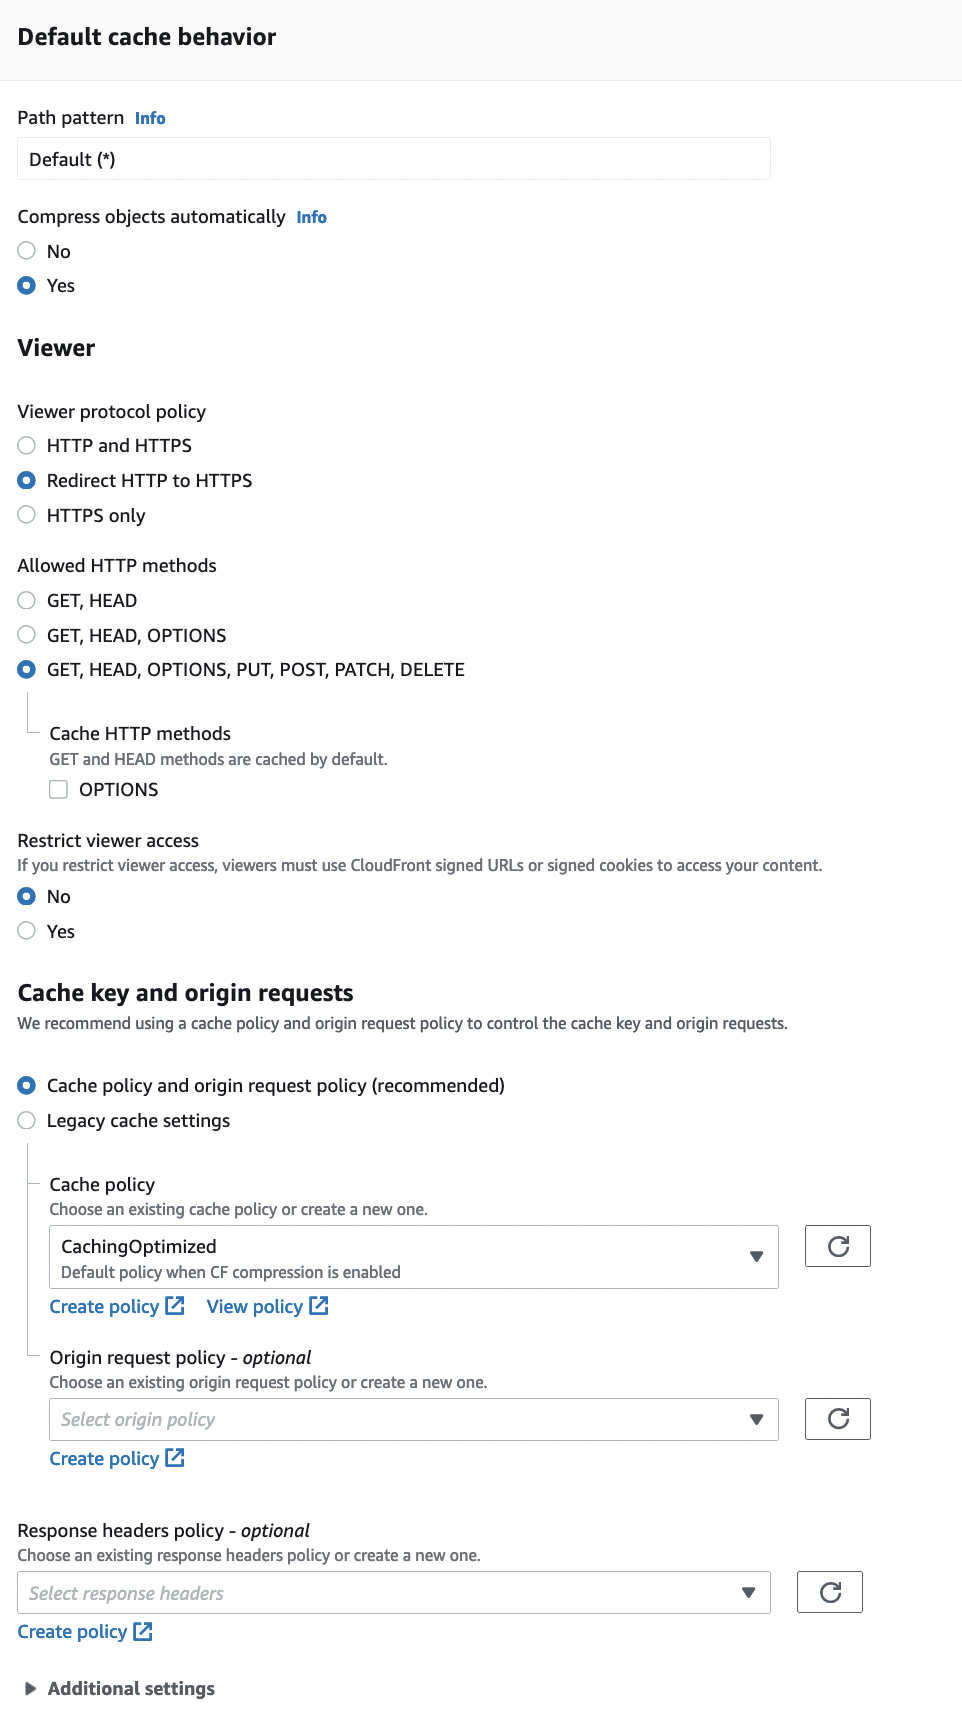 Default cache behavior
Path pattern Info
Default (*)
Compress objects automatically Info
No
Yes
Viewer
Viewer protocol policy
HTTP and HTTPS
Redirect HTTP to HTTPS
HTTPS only
Allowed HTTP methods
GET, HEAD
GET, HEAD, OPTIONS
GET, HEAD, OPTIONS, PUT, POST, PATCH, DELETE
Cache HTTP methods
GET and HEAD methods are cached by default.
OPTIONS
Restrict viewer access
If you restrict viewer access, viewers must use CloudFront signed URLs or signed cookies to access your content.
No
Yes
Cache key and origin requests
We recommend using a cache policy and origin request policy to control the cache key and origin requests.
Cache policy and origin request policy (recommended)
Legacy cache settings
Cache policy
Choose an existing cache policy or create a new one.
CachingOptimized
Default policy when CF compression is enabled
Create policy View policy
Origin request policy - optional
Choose an existing origin request policy or create a new one.
Select origin policy
Create policy
Response headers policy - optional
Choose an existing response headers policy or create a new one.
Select response headers
Create policy
Additional settings